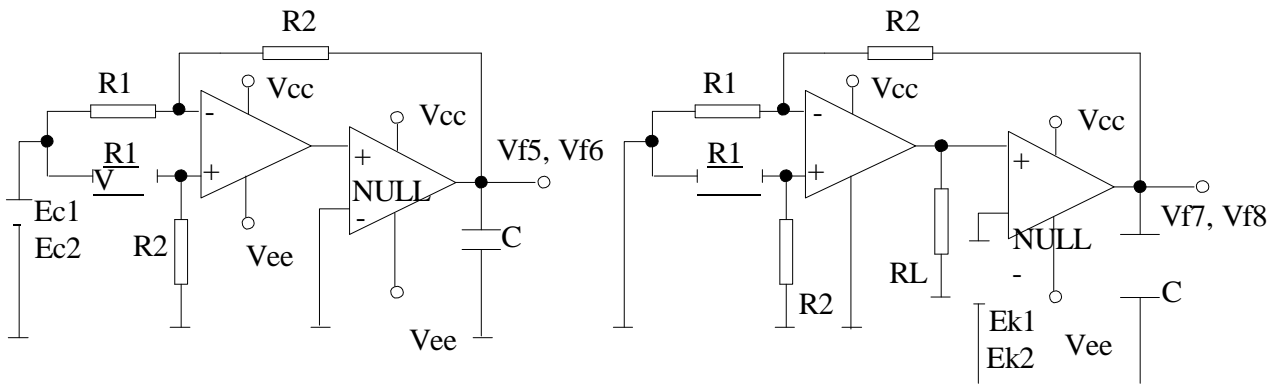 R2
R1
Vcc
-
Vcc
R1
V
+
+
NULL
-
Vf5, Vf6
Ec1
Ec2
R2
Vee
C
Vee
R2
R1
Vcc
-
Vcc
R1
+
+
NULL
-
Vf7, Vf8
R2
RL
C
Ek1
Ek2
Vee